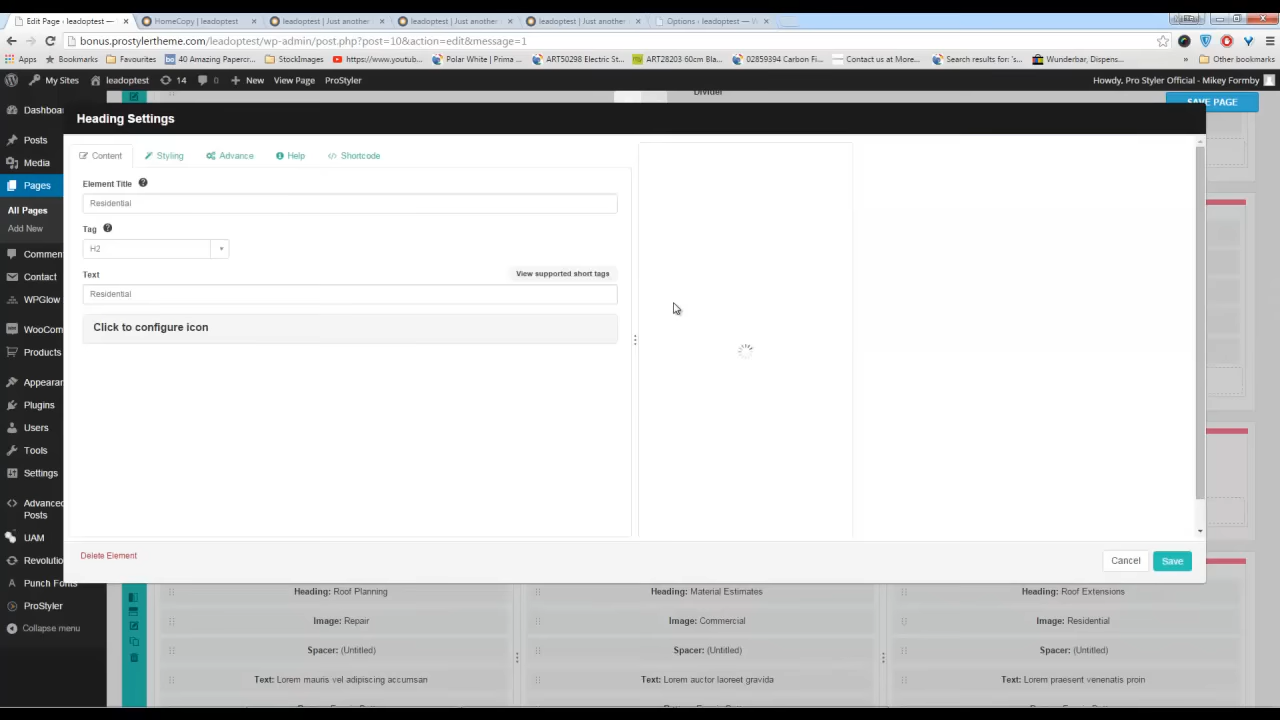 Edit Page ‹ leadoptest — W
HomeCopy | leadoptest
leadoptest | Just another
leadoptest | Just another
leadoptest | Just another
Options ‹ leadoptest — W
bonus.prostylertheme.com/leadoptest/wp-admin/post.php?post=10&action=edit&message=1
Apps
Bookmarks
Favourites
40 Amazing Papercr...
StockImages
https://www.youtub...
Polar White | Prima ...
ART50298 Electric St...
ART28203 60cm Bla...
02859394 Carbon Fi...
Contact us at More...
Search results for: 's...
Wunderbar, Dispens...
»
Other bookmarks
My Sites
leadoptest
14
0
New
View Page
ProStyler
Howdy, Pro Styler Official - Mikey Formby
Dashboa
Posts
Media
Pages
All Pages
Add New
Commen
Contact
WPGlow
WooCom
Products
Appearan
Plugins
Users
Tools
Settings
Advanced
Posts
UAM
Revolutio
Punch Fonts
ProStyler
Collapse menu
Divider
SAVE PAGE
Heading Settings
Content
Styling
Advance
Help
Shortcode
Element Title
Residential
Tag
H2
Text
View supported short tags
Residential
Click to configure icon
Delete Element
Cancel
Save
Heading: Roof Planning
Heading: Material Estimates
Heading: Roof Extensions
Image: Repair
Image: Commercial
Image: Residential
Spacer: (Untitled)
Spacer: (Untitled)
Spacer: (Untitled)
Text: Lorem mauris vel adipiscing accumsan
Text: Lorem auctor laoreet gravida
Text: Lorem praesent venenatis proin